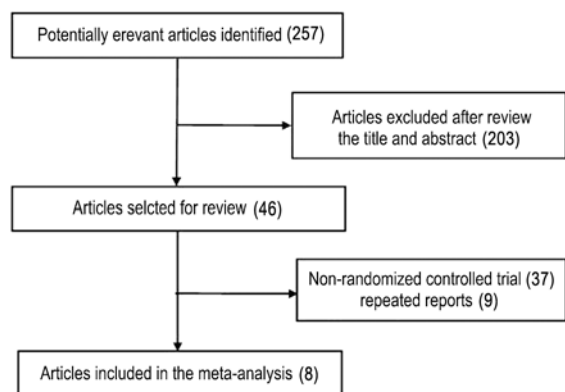 Potentially erevant articles identified (257)
Articles excluded after review
the title and abstract (203)
Articles selcted for review (46)
Non-randomized controlled trial (37)
repeated reports (9)
Articles included in the meta-analysis (8)